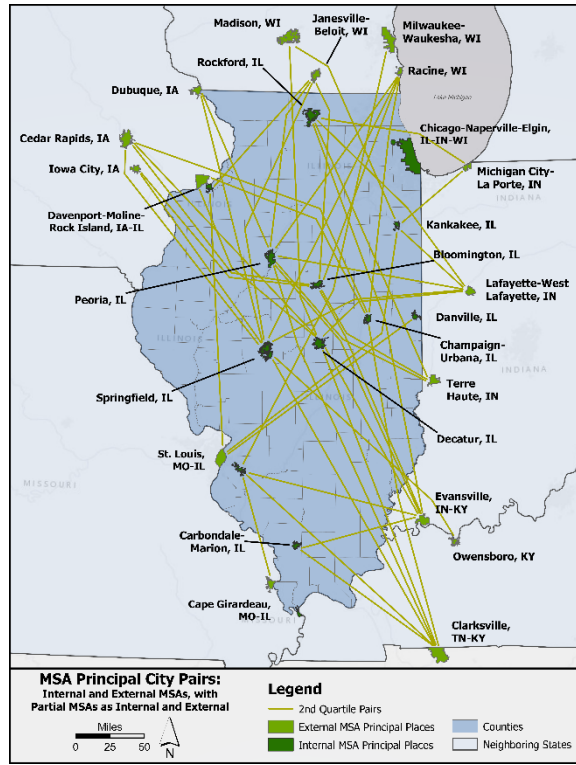 Madison, WI
Janesville-
Beloit, WI
Milwaukee-
Waukesha, WI
Rockford, IL
Racine, WI
Dubuque, IA
Lake Michigan
Chicago-Naperville-Elgin,
IL-IN-WI
Cedar Rapids, IA
Iowa City, IA
ILLINOIS
Michigan City-
La Porte, IN
INDIANA
Davenport-Moline-
Rock Island, IA-IL
ILLINOIS
Kankakee, IL
Bloomington, IL
Peoria, IL
Lafayette-West
Lafayette, IN
Danville, IL
ILLINOIS
Champaign-
Urbana, IL
INDIANA
Springfield, IL
ILLINOIS
Terre
Haute, IN
Decatur, IL
St. Louis,
MO-IL
MISSOURI
Evansville,
IN-KY
Carbondale-
Marion, IL
Owensboro, KY
Cape Girardeau,
MO-IL
MISSOURI
Clarksville,
TN-KY
MSA Principal City Pairs:
Internal and External MSAs, with
Partial MSAs as Internal and External
Miles
0 25 50
N
Legend
2nd Quartile Pairs
External MSA Principal Places
Internal MSA Principal Places
Counties
Neighboring States